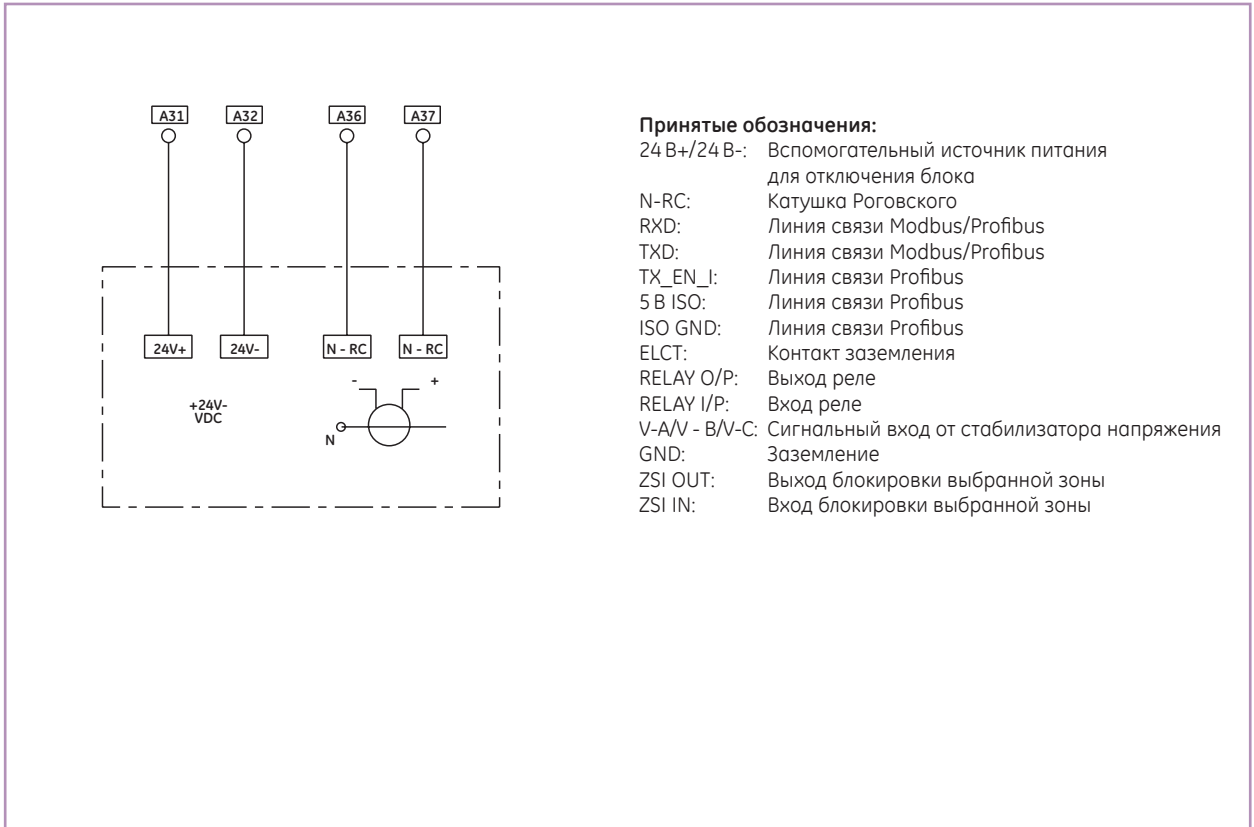 A31 A32 A36 A37
24V+ 24V- N - RC N - RC
- +
+24V-
VDC
N
Принятые обозначения:
24 В+/24 В-: Вспомогательный источник питания
для отключения блока
N-RC: Катушка Роговского
RXD: Линия связи Modbus/Profibus
TXD: Линия связи Modbus/Profibus
TX_EN_I: Линия связи Profibus
5 В ISO: Линия связи Profibus
ISO GND: Линия связи Profibus
ELCT: Контакт заземления
RELAY O/P: Выход реле
RELAY I/P: Вход реле
V-A/V - B/V-C: Сигнальный вход от стабилизатора напряжения
GND: Заземление
ZSI OUT: Выход блокировки выбранной зоны
ZSI IN: Вход блокировки выбранной зоны